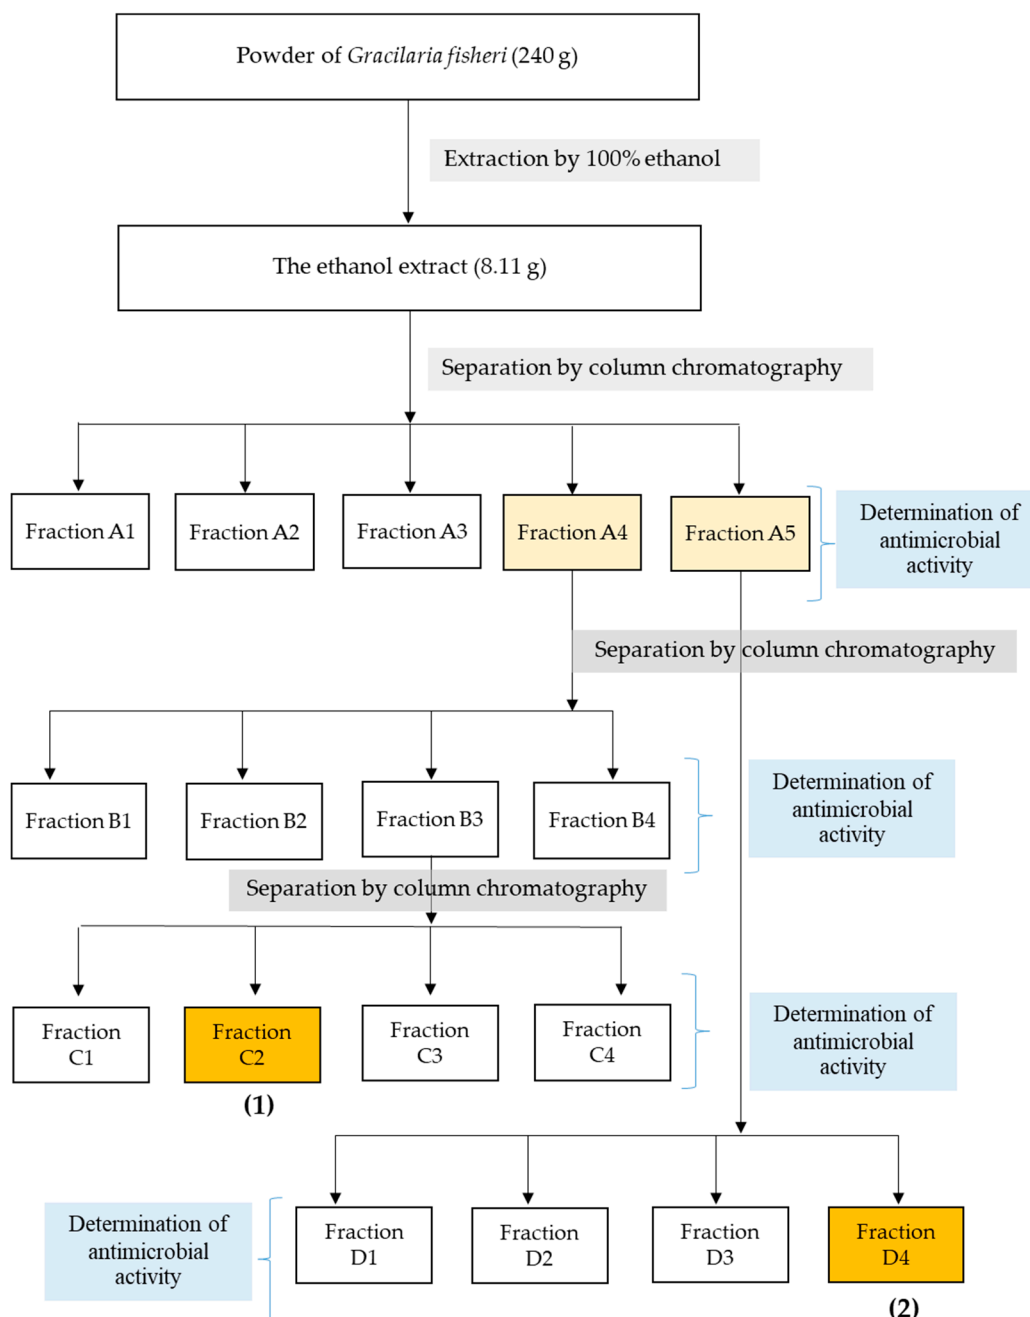 Powder of Gracilaria fisheri (240 g)
Extraction by 100% ethanol
The ethanol extract (8.11 g)
Separation by column chromatography
Fraction A1
Fraction A2
Fraction A3
Fraction A4
Fraction A5
Determination of
antimicrobial
activity
Separation by column chromatography
Fraction B1
Fraction B2
Fraction B3
Fraction B4
Determination of
antimicrobial
activity
Separation by column chromatography
Fraction
C1
Fraction
C2
Fraction
C3
Fraction
C4
Determination of
antimicrobial
activity
(1)
Determination of
antimicrobial
activity
Fraction
D1
Fraction
D2
Fraction
D3
Fraction
D4
(2)